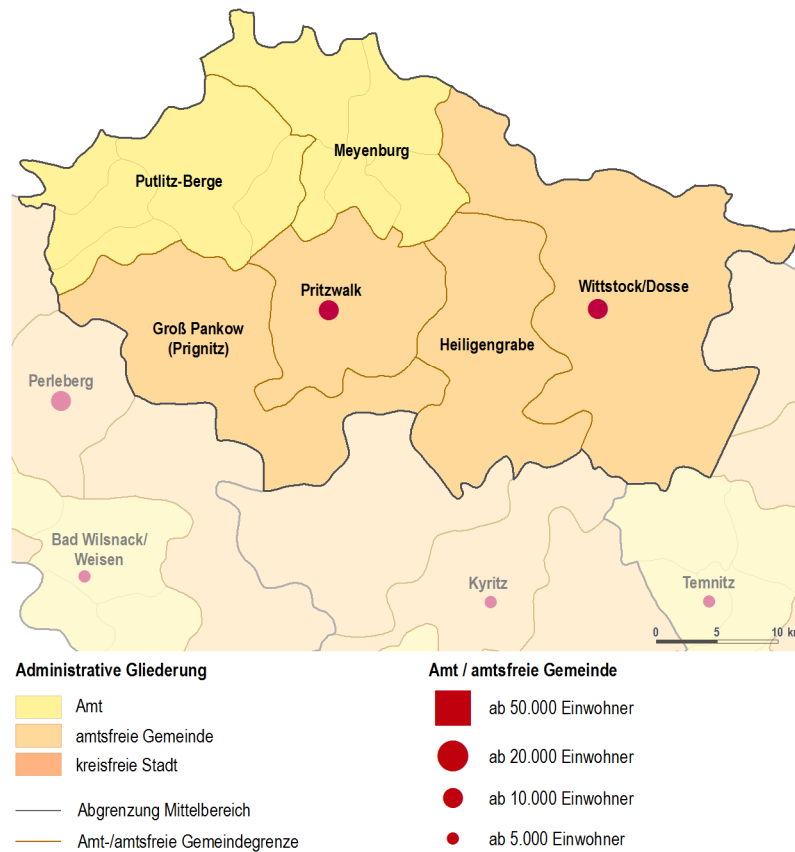 Meyenburg
Putlitz-Berge
Pritzwalk
Wittstock/Dosse
Groß Pankow
(Prignitz)
Heiligengrabe
Perleberg
Bad Wilsnack/
Weisen
Kyritz
Temnitz
0 5 10 km
Administrative Gliederung
Amt
amtsfreie Gemeinde
kreisfreie Stadt
Abgrenzung Mittelbereich
Amt-/amtsfreie Gemeindegrenze
Amt / amtsfreie Gemeinde
ab 50.000 Einwohner
ab 20.000 Einwohner
ab 10.000 Einwohner
ab 5.000 Einwohner